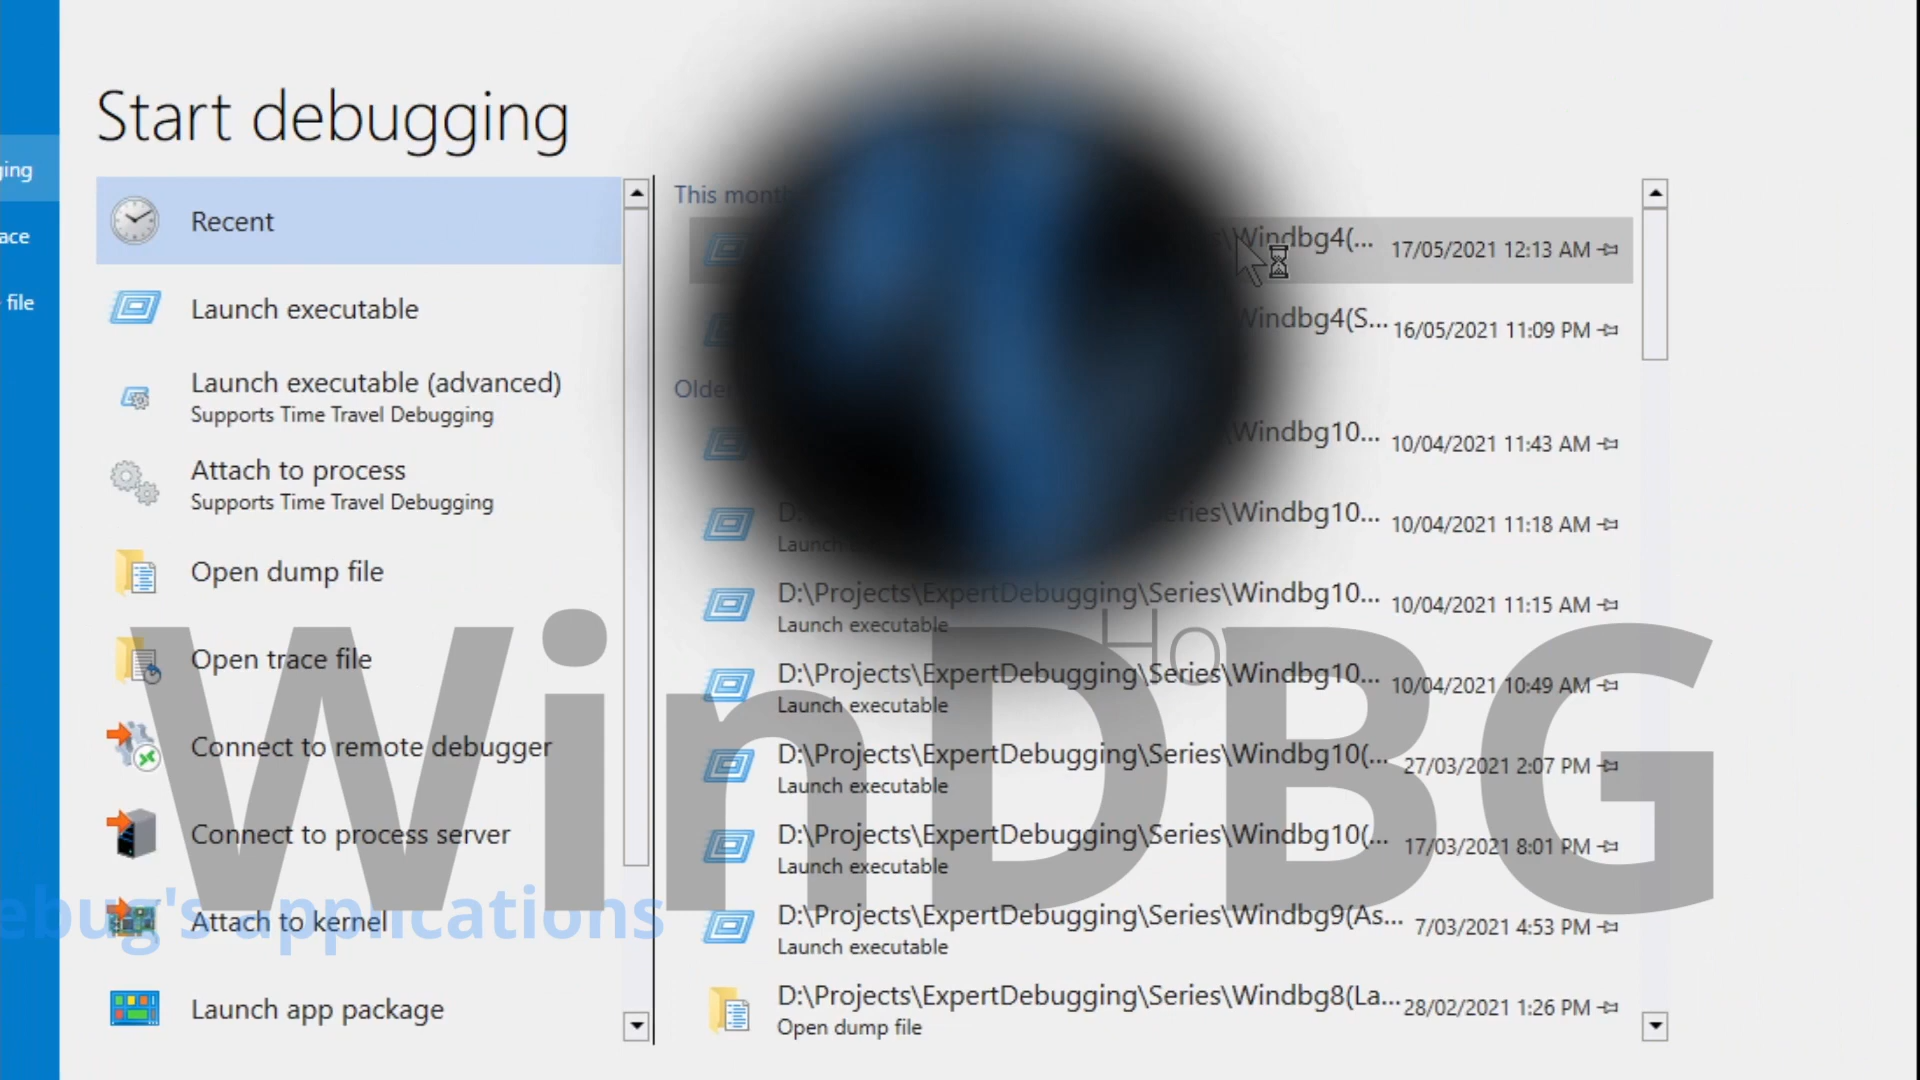 Start debugging
ging
ace
file
Recent
Launch executable
Launch executable (advanced)
Supports Time Travel Debugging
Attach to process
Supports Time Travel Debugging
Open dump file
Open trace file
Connect to remote debugger
Connect to process server
Attach to kernel
Launch app package
This month
\Windbg4(... 17/05/2021 12:13 AM
Windbg4(S... 16/05/2021 11:09 PM
Older
Windbg10... 10/04/2021 11:43 AM
D: eries\Windbg10... 10/04/2021 11:18 AM
Launch
D:\Projects\ExpertDebugging\Series\Windbg10... 10/04/2021 11:15 AM
Launch executable
D:\Projects\ExpertDebugging\Series\Windbg10... 10/04/2021 10:49 AM
Launch executable
D:\Projects\ExpertDebugging\Series\Windbg10(... 27/03/2021 2:07 PM
Launch executable
D:\Projects\ExpertDebugging\Series\Windbg10(... 17/03/2021 8:01 PM
Launch executable
D:\Projects\ExpertDebugging\Series\Windbg9(As... 7/03/2021 4:53 PM
Launch executable
D:\Projects\ExpertDebugging\Series\Windbg8(La... 28/02/2021 1:26 PM
Open dump file
Ho
WinDBG
ebug's applications